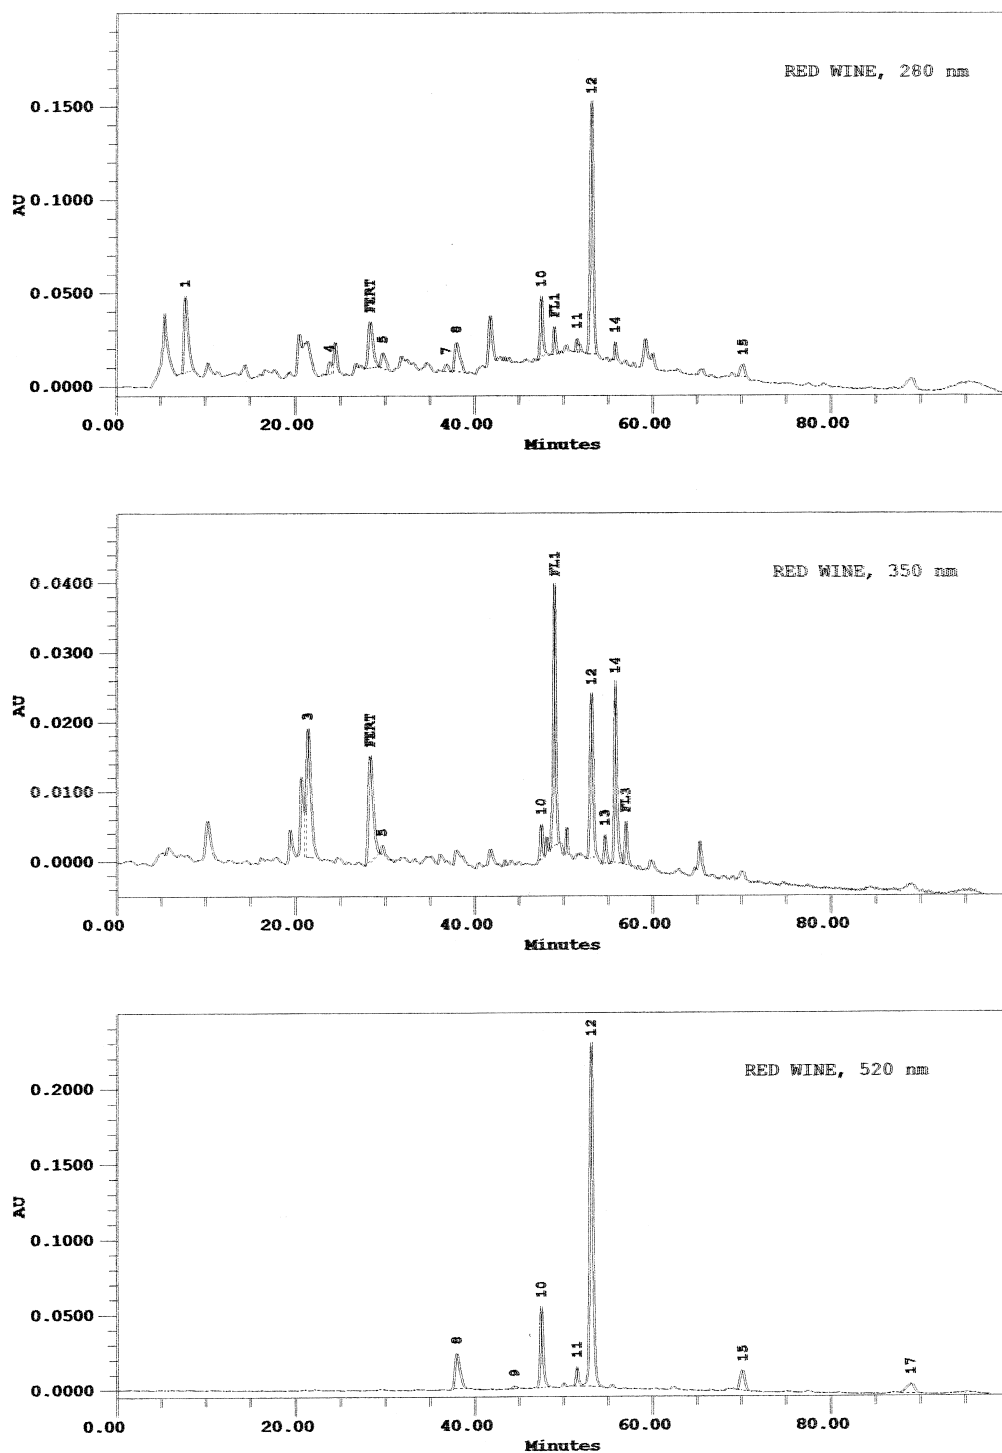 RED WINE, 280 nm
12
0.1500
0.1000
AU
0.0500
0.0000
1
4
FERT
5
7
8
10
FL1
11
14
15
0.00 20.00 40.00 60.00 80.00
Minutes
RED WINE, 350 nm
FL1
0.0400
0.0300
0.0200
0.0100
0.0000
AU
3
FERT
5
10
12
13
14
FL3
0.00 20.00 40.00 60.00 80.00
Minutes
12
RED WINE, 520 nm
0.2000
0.1500
0.1000
0.0500
0.0000
AU
8
9
10
11
15
17
0.00 20.00 40.00 60.00 80.00
Minutes